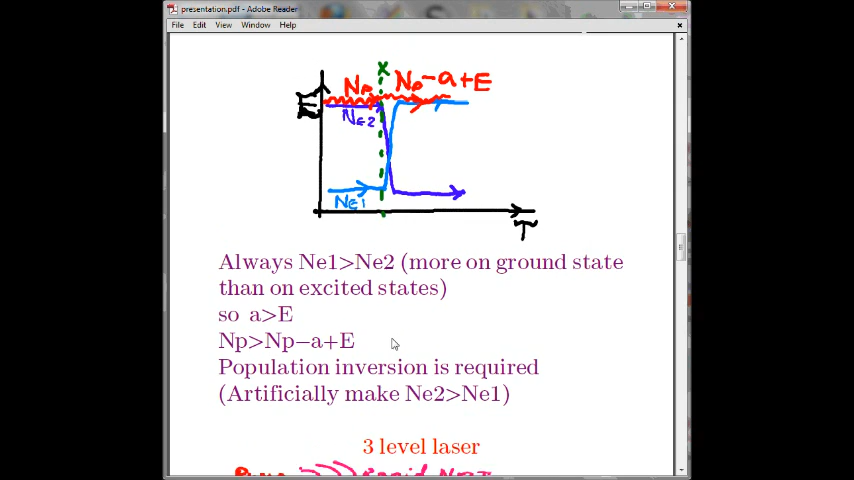 presentation.pdf - Adobe Reader
File Edit View Window Help
x
Np
Np-a+E
E
NE2
NE1
T
Always Ne1>Ne2 (more on ground state
than on excited states)
so a>E
Np>Np−a+E
Population inversion is required
(Artificially make Ne2>Ne1)
3 level laser